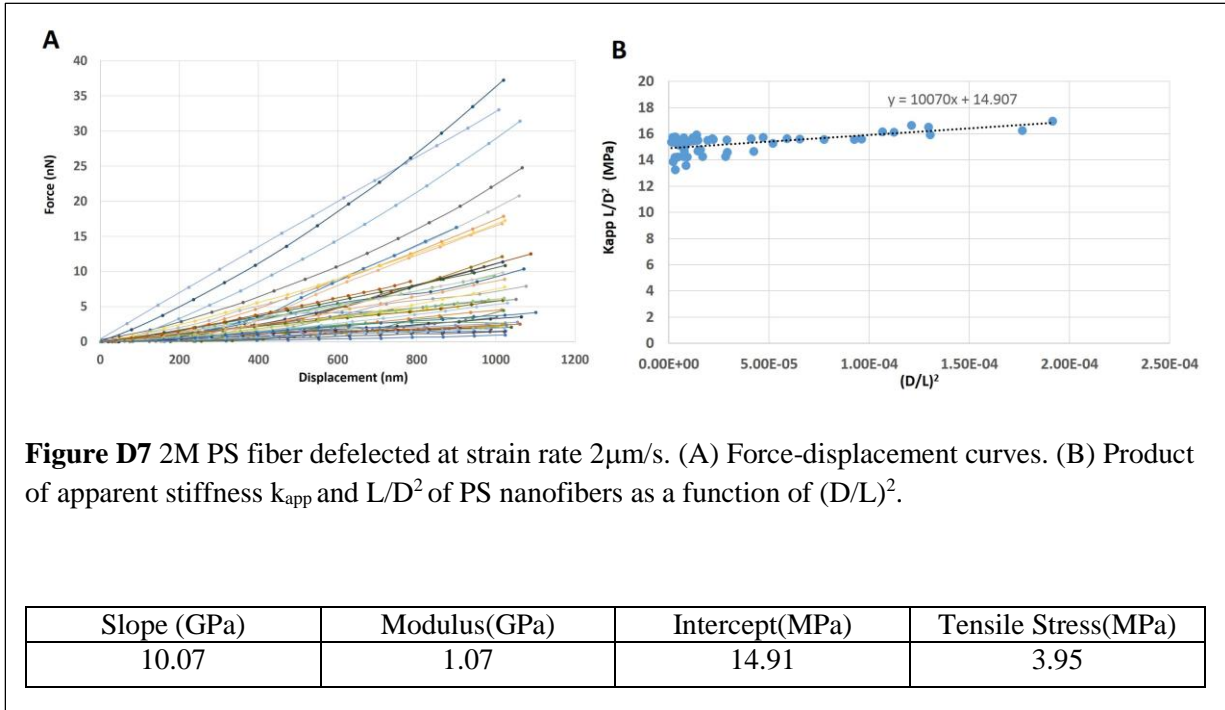 A
40
35
30
25
20
15
10
5
0
Force (nN)
0 200 400 600 800 1000 1200
Displacement (nm)
B
20
18
16
14
12
10
8
6
4
2
0
Kapp L/D² (MPa)
y = 10070x + 14.907
0.00E+00 5.00E-05 1.00E-04 1.50E-04 2.00E-04 2.50E-04
(D/L)²
Figure D7 2M PS fiber defelected at strain rate 2μm/s. (A) Force-displacement curves. (B) Product
of apparent stiffness kapp and L/D² of PS nanofibers as a function of (D/L)².
Slope (GPa) Modulus(GPa) Intercept(MPa) Tensile Stress(MPa)
10.07 1.07 14.91 3.95